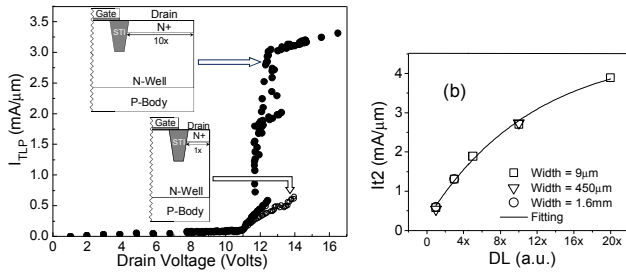 Gate
Drain
N+
STI
10x
N-Well
P-Body
Gate
Drain
N+
STI
1x
N-Well
P-Body
3.5
3.0
2.5
2.0
1.5
1.0
0.5
0.0
I_TLP (mA/μm)
0 2 4 6 8 10 12 14 16
Drain Voltage (Volts)
(b)
4
2
0
It2 (mA/μm)
Width = 9μm
Width = 450μm
Width = 1.6mm
Fitting
4x 8x 12x 16x 20x
DL (a.u.)